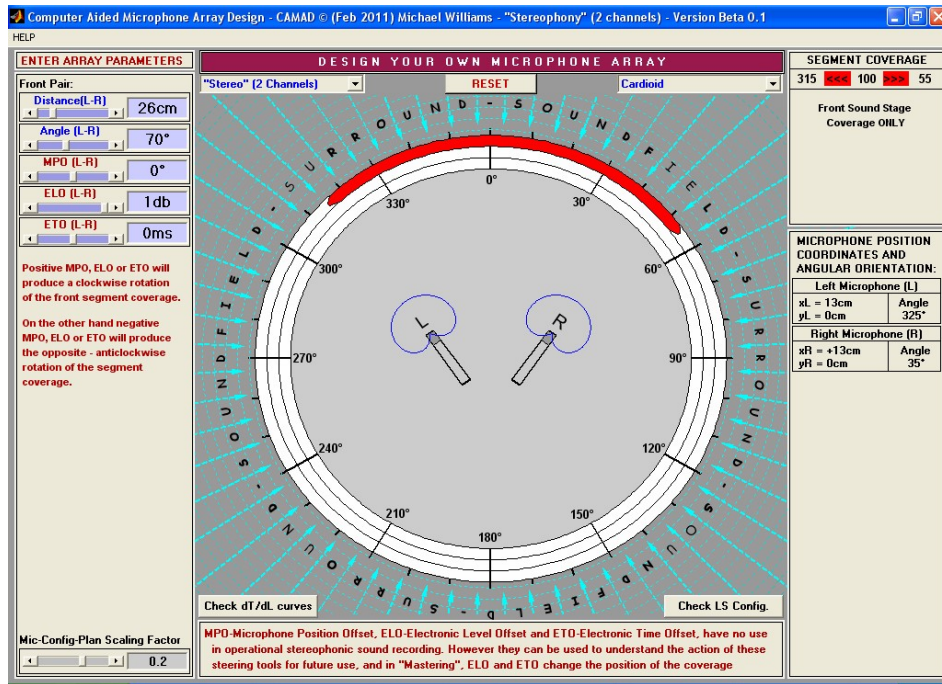 Computer Aided Microphone Array Design - CAMAD © (Feb 2011) Michael Williams - "Stereophony" (2 channels) - Version Beta 0.1
HELP
ENTER ARRAY PARAMETERS
Front Pair:
Distance(L-R)
26cm
Angle (L-R)
70°
MPO (L-R)
0°
ELO (L-R)
1db
ETO (L-R)
0ms
Positive MPO, ELO or ETO will
produce a clockwise rotation
of the front segment coverage.
On the other hand negative
MPO, ELO or ETO will produce
the opposite - anticlockwise
rotation of the segment
coverage.
Mic-Config-Plan Scaling Factor
0.2
DESIGN YOUR OWN MICROPHONE ARRAY
"Stereo" (2 Channels)
RESET
Cardioid
SURROUND-SOUNDFIELD-SURROUND-SOUNDFIELD-SURROUND-SOUNDFIELD-
0°
30°
60°
90°
120°
150°
180°
210°
240°
270°
300°
330°
L
R
Check dT/dL curves
Check LS Config.
MPO-Microphone Position Offset, ELO-Electronic Level Offset and ETO-Electronic Time Offset, have no use
in operational stereophonic sound recording. However they can be used to understand the action of these
steering tools for future use, and in "Mastering", ELO and ETO change the position of the coverage
SEGMENT COVERAGE
315 <<< 100 >>> 55
Front Sound Stage
Coverage ONLY
MICROPHONE POSITION
COORDINATES AND
ANGULAR ORIENTATION:
Left Microphone (L)
xL = 13cm Angle
yL = 0cm 325°
Right Microphone (R)
xR = +13cm Angle
yR = 0cm 35°